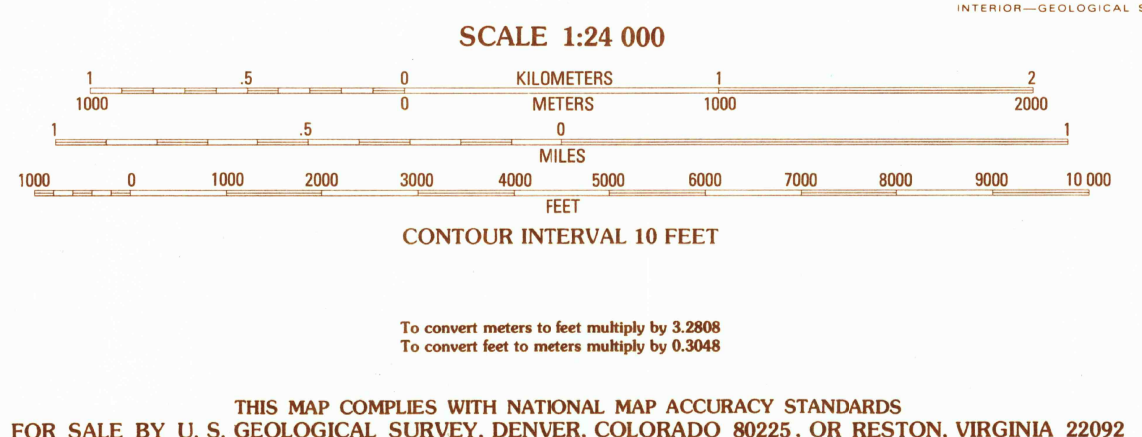 INTERIOR—GEOLOGICAL
SCALE 1:24 000
1 .5 0 KILOMETERS 1 2
1000 0 METERS 1000 2000
1 .5 0 1
MILES
1000 0 1000 2000 3000 4000 5000 6000 7000 8000 9000 10 000
FEET
CONTOUR INTERVAL 10 FEET
To convert meters to feet multiply by 3.2808
To convert feet to meters multiply by 0.3048
THIS MAP COMPLIES WITH NATIONAL MAP ACCURACY STANDARDS
FOR SALE BY U. S. GEOLOGICAL SURVEY, DENVER, COLORADO 80225, OR RESTON, VIRGINIA 22092